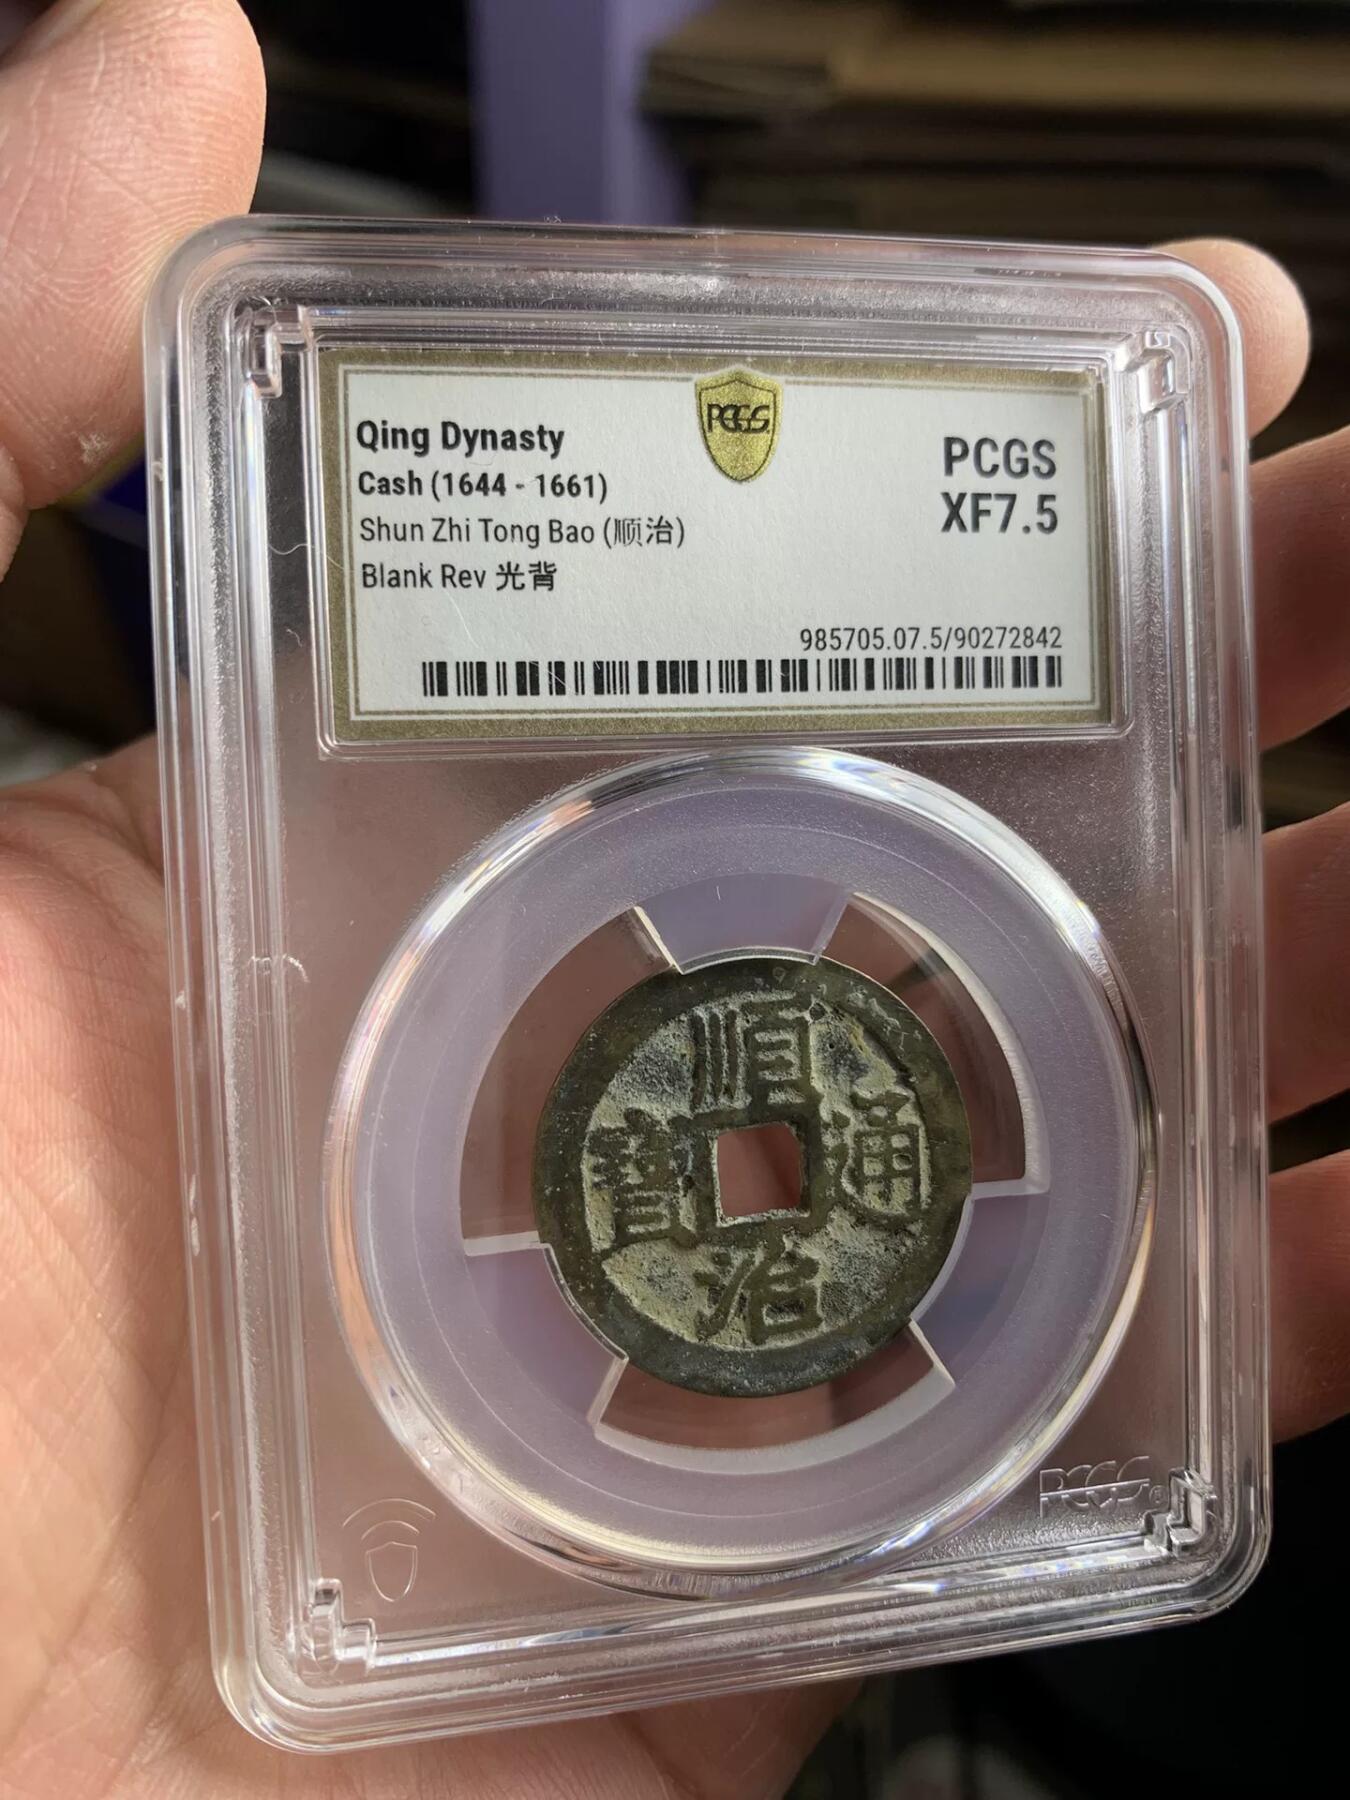 Qing Dynasty
Cash (1644 - 1661)
Shun Zhi Tong Bao (顺治)
Blank Rev 光背
PCGS
PCGS
XF7.5
985705.07.5/90272842
順
寶 通
治
PCGS®